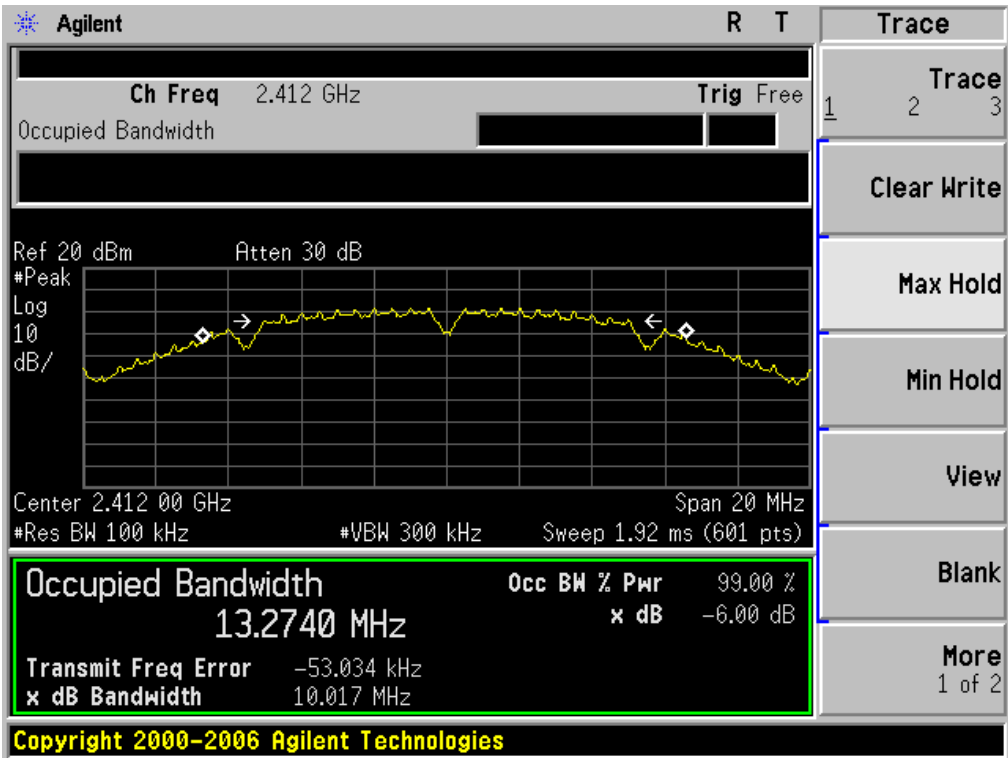 Agilent R T Trace
Ch Freq 2.412 GHz Trig Free
Occupied Bandwidth
Trace
1 2 3
Clear Write
Ref 20 dBm Atten 30 dB
#Peak
Log
10
dB/
Max Hold
Min Hold
View
Center 2.412 00 GHz Span 20 MHz
#Res BW 100 kHz #VBW 300 kHz Sweep 1.92 ms (601 pts)
Occupied Bandwidth Occ BW % Pwr 99.00 %
13.2740 MHz x dB -6.00 dB
Transmit Freq Error -53.034 kHz
x dB Bandwidth 10.017 MHz
Blank
More
1 of 2
Copyright 2000-2006 Agilent Technologies